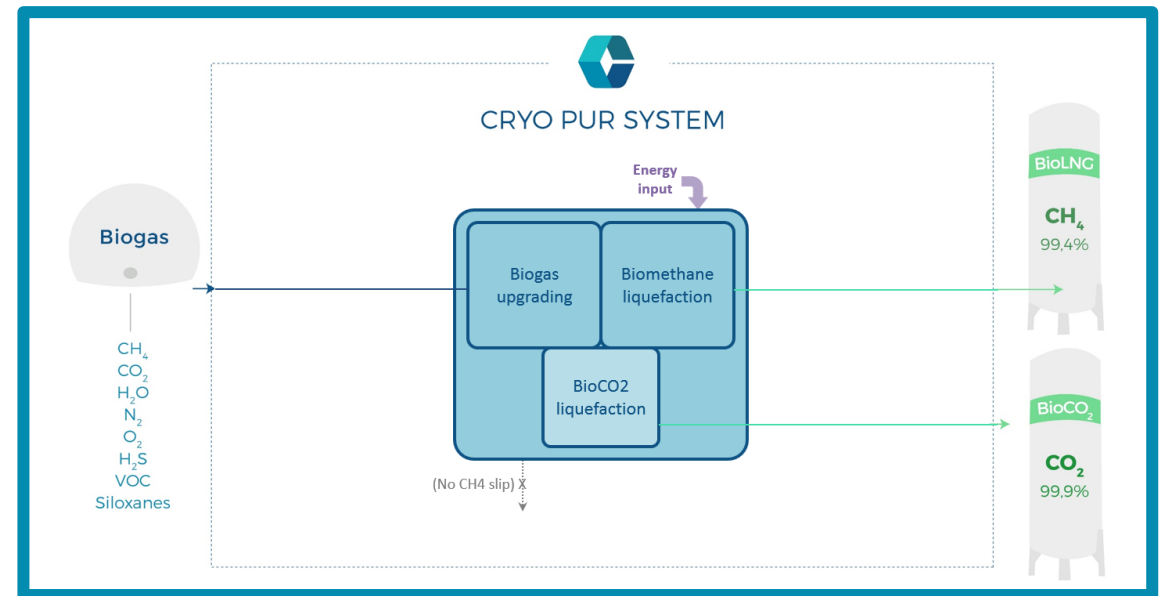 CRYO PUR SYSTEM
Energy
input
Biogas
Biogas
upgrading
Biomethane
liquefaction
BioCO2
liquefaction
(No CH4 slip) X
CH₄
CO₂
H₂O
N₂
O₂
H₂S
VOC
Siloxanes
BioLNG
CH₄
99,4%
BioCO₂
CO₂
99,9%